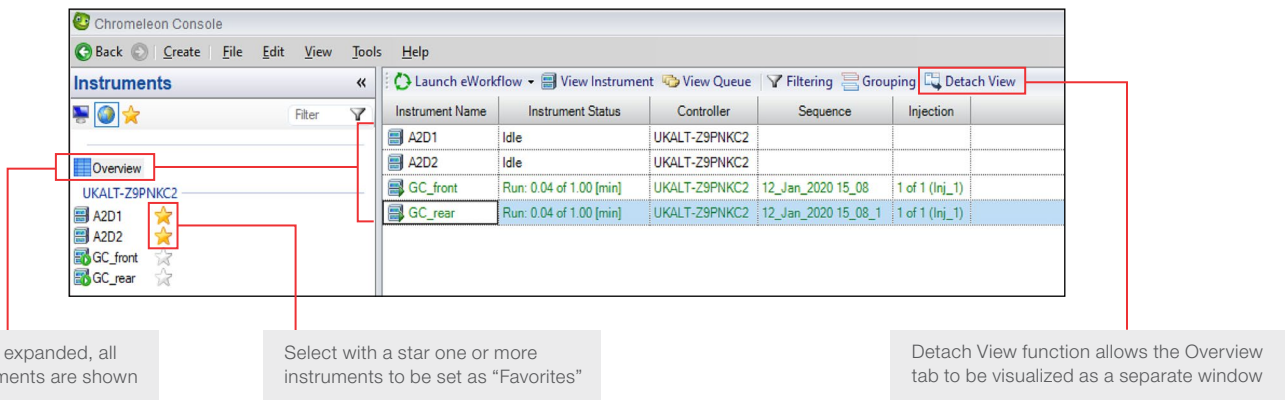 Chromeleon Console
Back Create File Edit View Tools Help
Instruments «
Launch eWorkflow View Instrument View Queue Filtering Grouping Detach View
Filter
Instrument Name Instrument Status Controller Sequence Injection
A2D1 Idle UKALT-Z9PNKC2
A2D2 Idle UKALT-Z9PNKC2
GC_front Run: 0.04 of 1.00 [min] UKALT-Z9PNKC2 12_Jan_2020 15_08 1 of 1 (Inj_1)
GC_rear Run: 0.04 of 1.00 [min] UKALT-Z9PNKC2 12_Jan_2020 15_08_1 1 of 1 (Inj_1)
Overview
UKALT-Z9PNKC2
A2D1
A2D2
GC_front
GC_rear
expanded, all
ments are shown
Select with a star one or more
instruments to be set as “Favorites”
Detach View function allows the Overview
tab to be visualized as a separate window